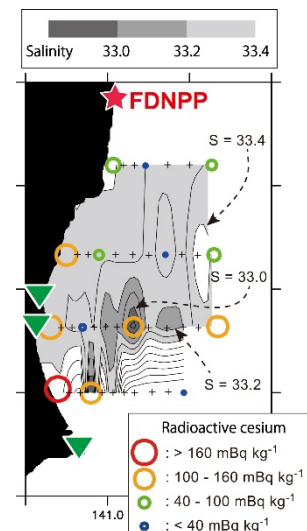 Salinity
33.0 33.2 33.4
FDNPP
S = 33.4
S = 33.0
S = 33.2
Radioactive cesium
: > 160 mBq kg⁻¹
: 100 - 160 mBq kg⁻¹
: 40 - 100 mBq kg⁻¹
: < 40 mBq kg⁻¹
141.0